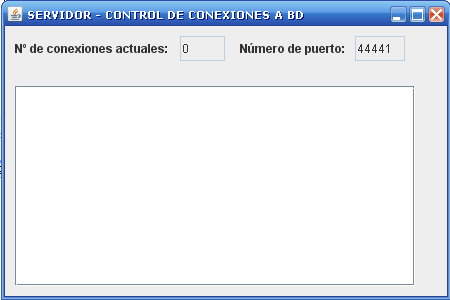 SERVIDOR - CONTROL DE CONEXIONES A BD
Nº de conexiones actuales: 0 Número de puerto: 44441